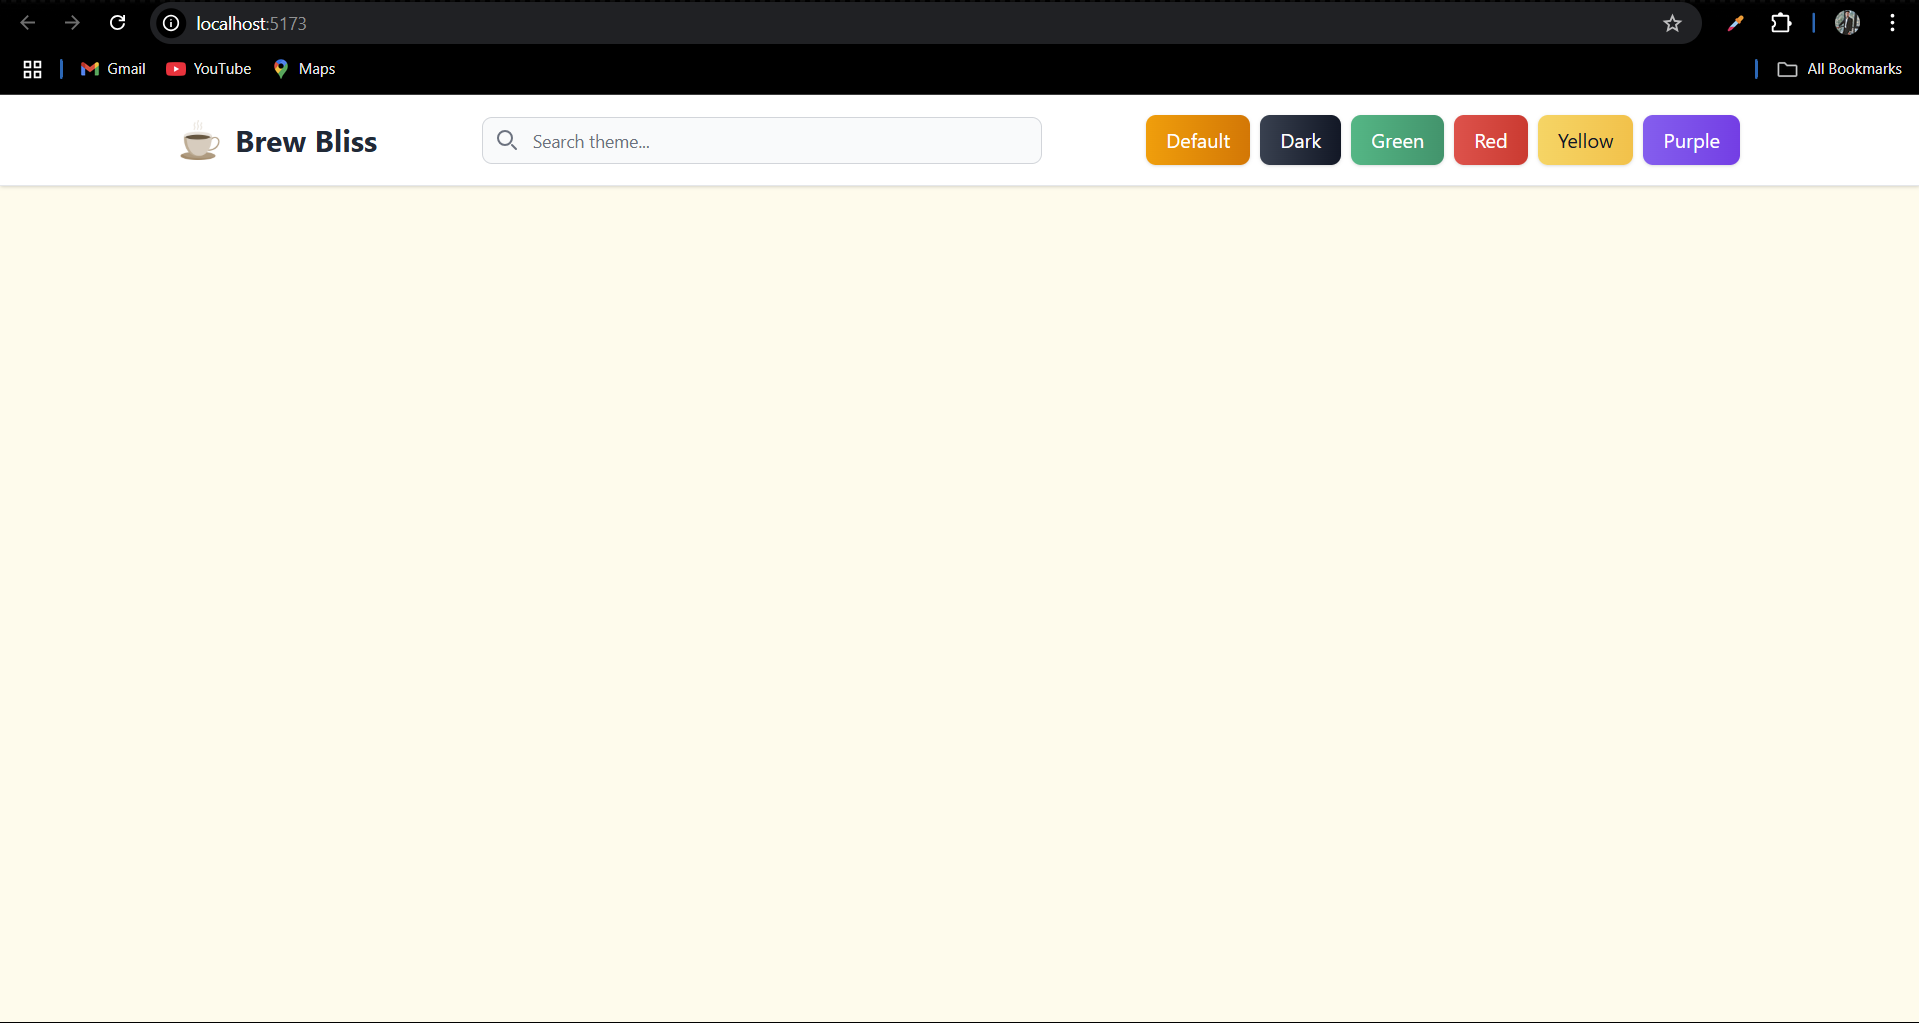 localhost:5173
Gmail YouTube Maps All Bookmarks
Brew Bliss Search theme... Default Dark Green Red Yellow Purple